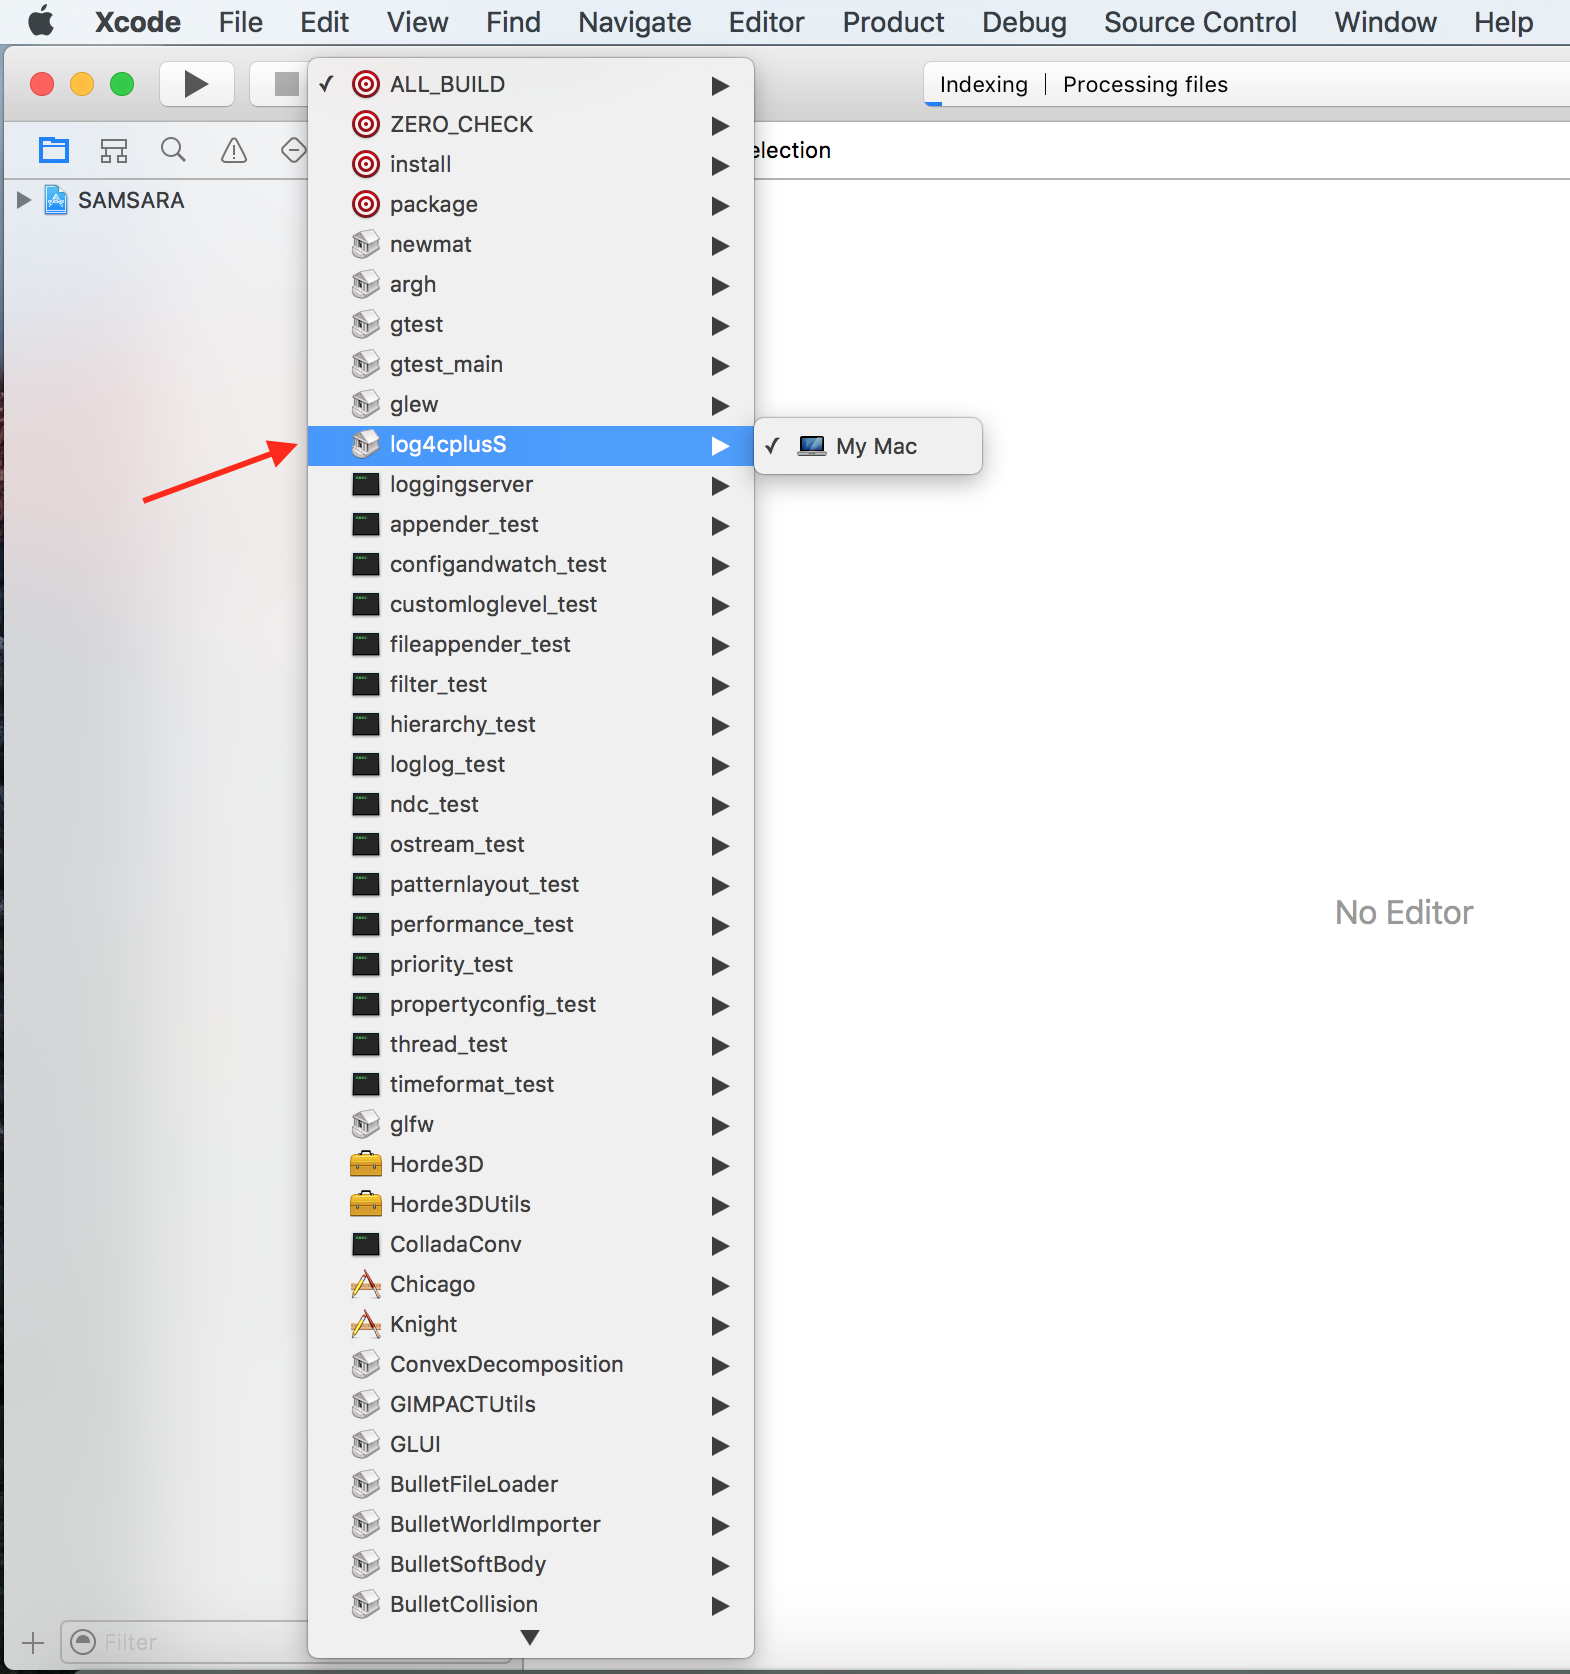 Xcode File Edit View Find Navigate Editor Product Debug Source Control Window Help
Indexing | Processing files
election
SAMSARA
ALL_BUILD
ZERO_CHECK
install
package
newmat
argh
gtest
gtest_main
glew
log4cplusS
My Mac
loggingserver
appender_test
configandwatch_test
customloglevel_test
fileappender_test
filter_test
hierarchy_test
loglog_test
ndc_test
ostream_test
patternlayout_test
performance_test
priority_test
propertyconfig_test
thread_test
timeformat_test
glfw
Horde3D
Horde3DUtils
ColladaConv
Chicago
Knight
ConvexDecomposition
GIMPACTUtils
GLUI
BulletFileLoader
BulletWorldImporter
BulletSoftBody
BulletCollision
No Editor
Filter